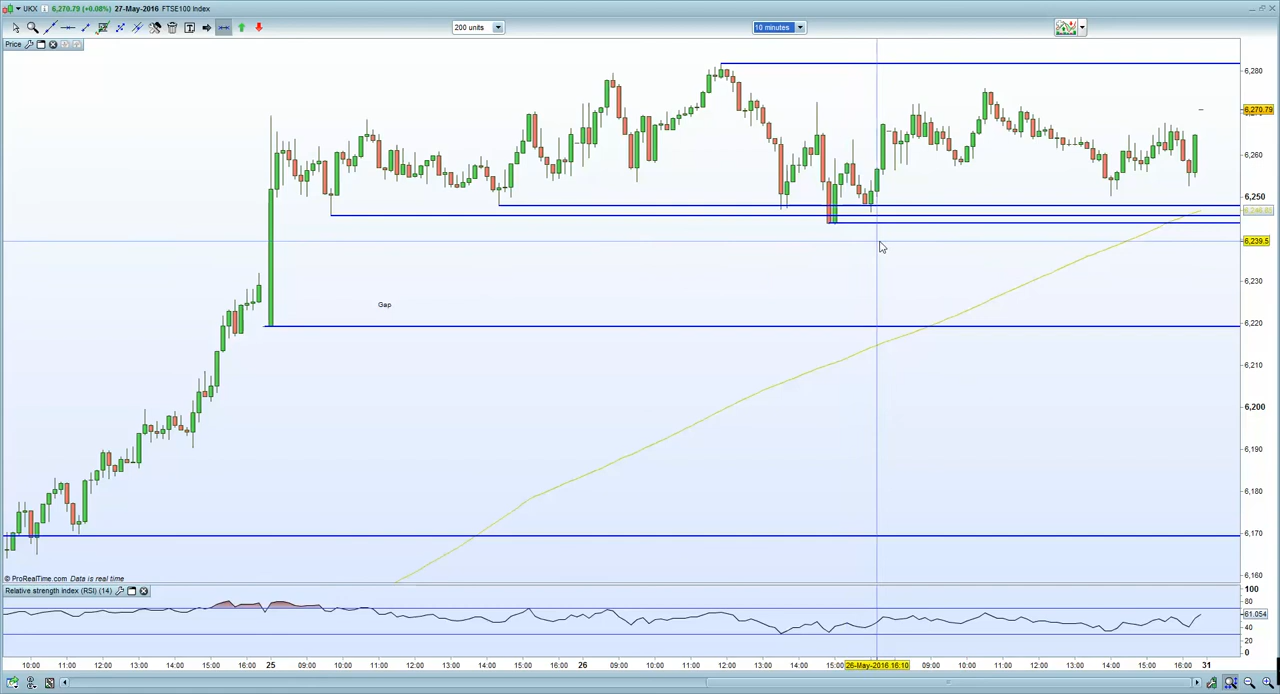 UKX 6,270.79 (+0.08%) 27-May-2016 FTSE100 Index
200 units
10 minutes
Price
6,280
6,270.79
6,260
6,250
6,239.5
6,230
Gap
6,220
6,210
6,200
6,190
6,180
6,170
6,160
© ProRealTime.com Data is real time
Relative strength index (RSI) (14)
100
80
61.054
40
20
0
10:00 11:00 12:00 13:00 14:00 15:00 16:00 25 09:00 10:00 11:00 12:00 13:00 14:00 15:00 16:00 26 09:00 10:00 11:00 12:00 13:00 14:00 15:00 26-May-2016 16:10 09:00 10:00 11:00 12:00 13:00 14:00 15:00 16:00 31